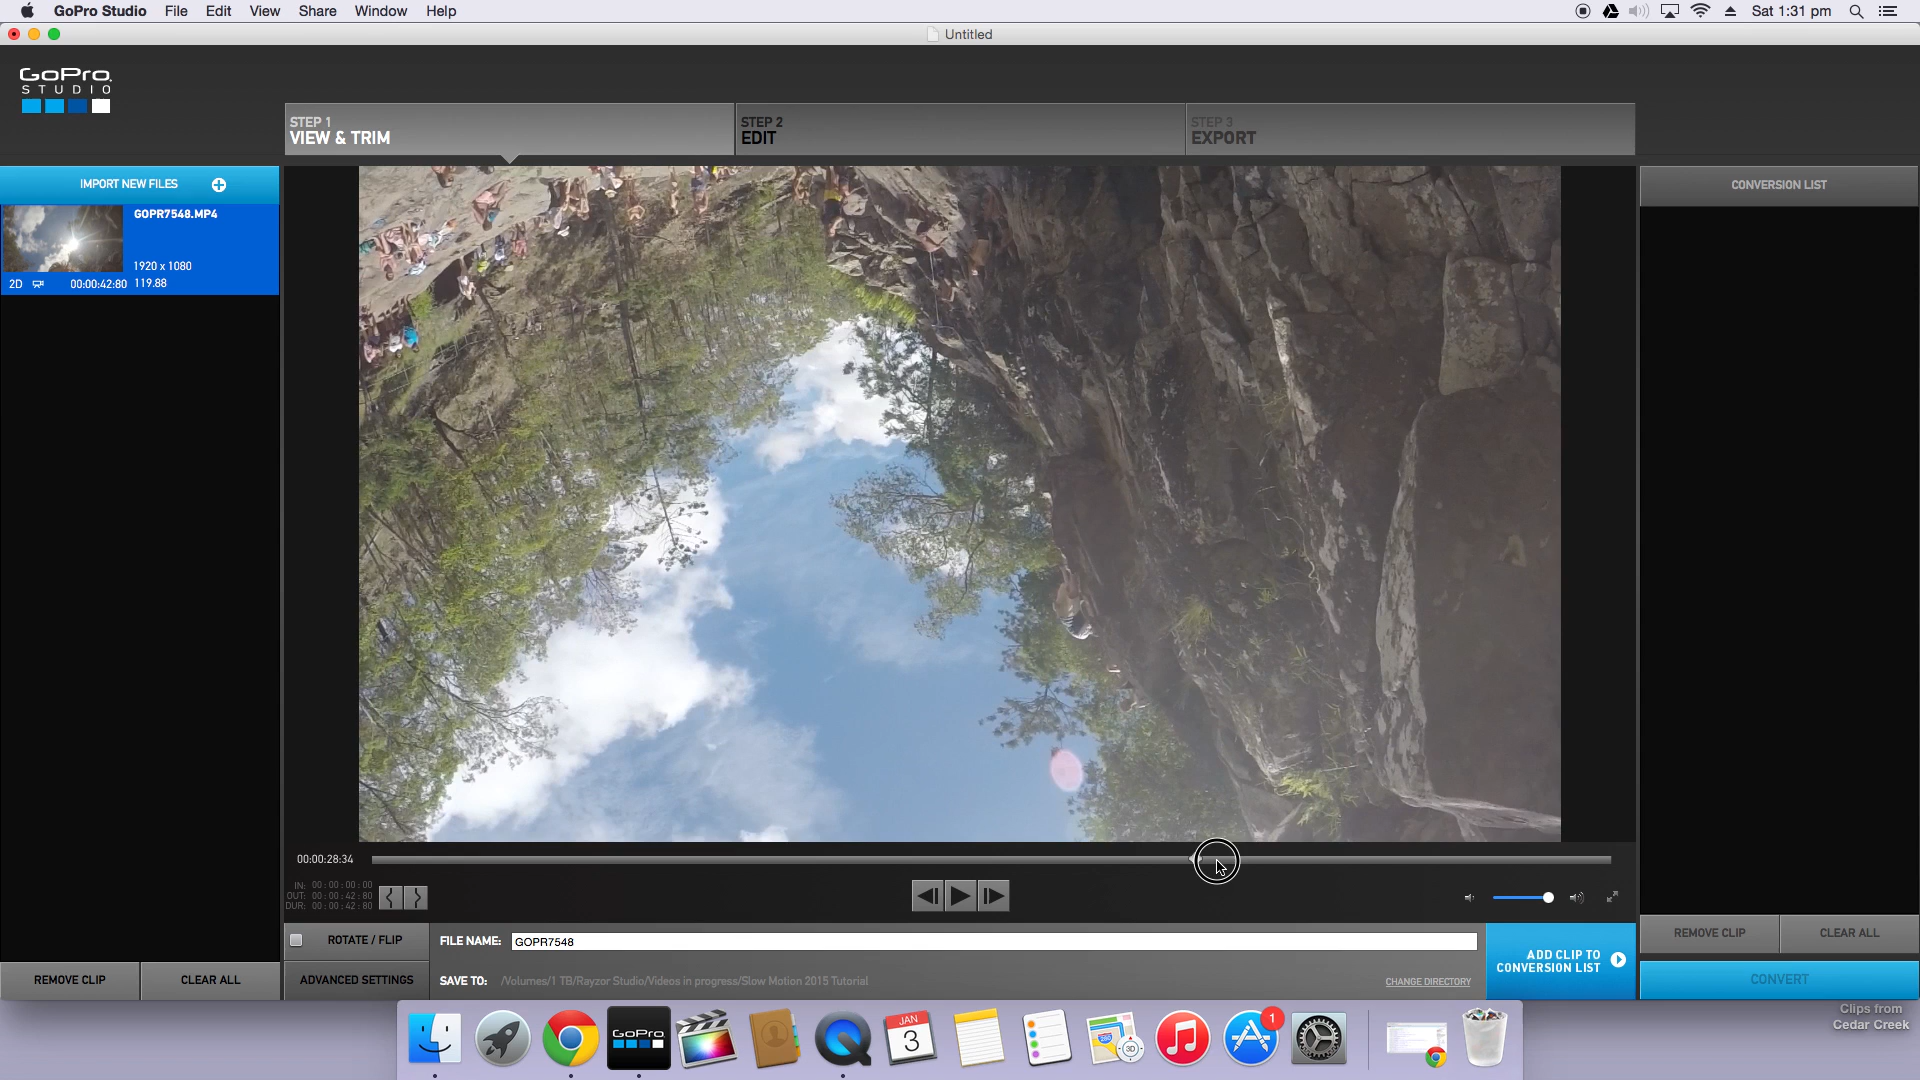 GoPro Studio File Edit View Share Window Help
Sat 1:31 pm
Untitled
GoPro
STUDIO
STEP 1
VIEW & TRIM
STEP 2
EDIT
STEP 3
EXPORT
IMPORT NEW FILES
CONVERSION LIST
GOPR7548.MP4
1920 x 1080
2D 00:00:42:80 119.88
00:00:28:34
IN: 00:00:00:00
OUT: 00:00:42:80
DUR: 00:00:42:80
ROTATE / FLIP
FILE NAME: GOPR7548
ADD CLIP TO
CONVERSION LIST
REMOVE CLIP CLEAR ALL
REMOVE CLIP CLEAR ALL
ADVANCED SETTINGS
SAVE TO: /Volumes/1 TB/Rayzor Studio/Videos in progress/Slow Motion 2015 Tutorial
CHANGE DIRECTORY
CONVERT
Clips from
Cedar Creek
GoPro
JAN
3
280
3D
1